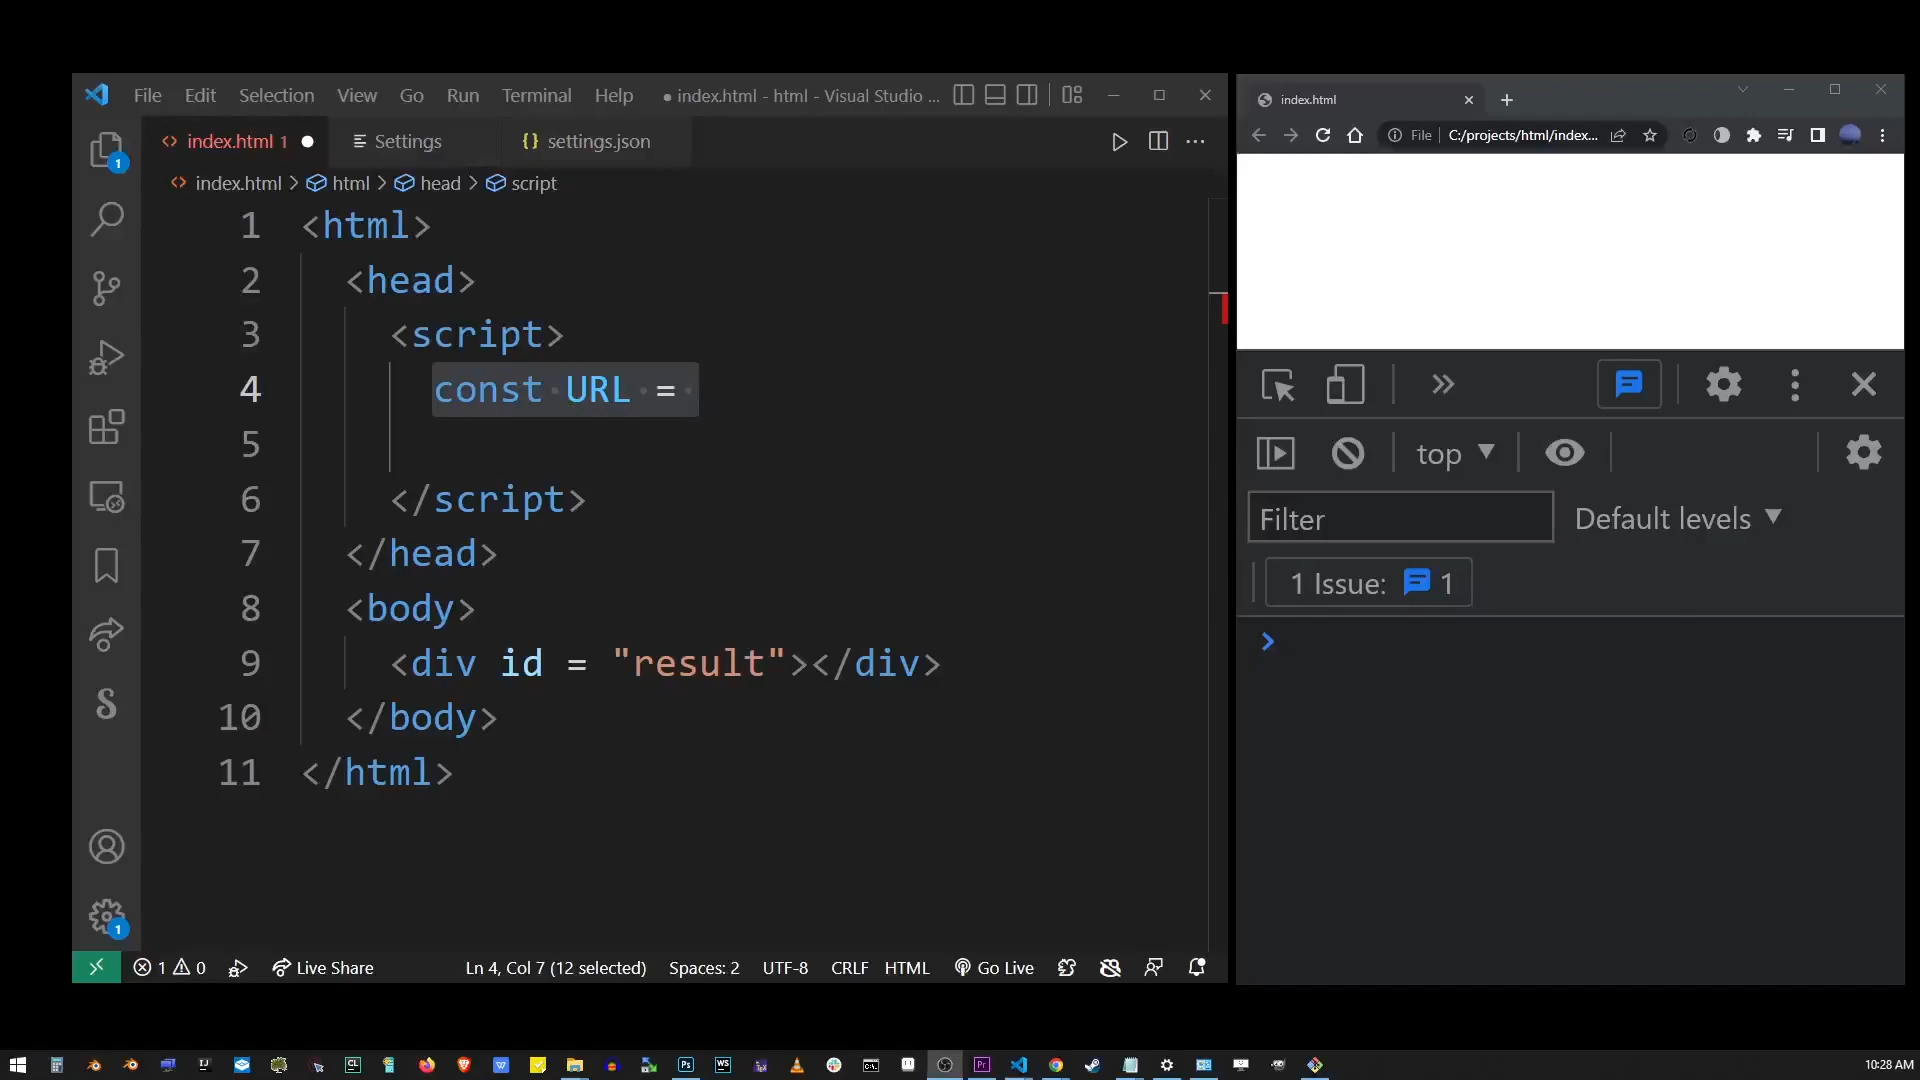 File Edit Selection View Go Run Terminal Help ● index.html - html - Visual Studio ...
index.html 1 Settings settings.json
index.html > html > head > script
1 <html>
2 <head>
3 <script>
4 const URL =
5
6 </script>
7 </head>
8 <body>
9 <div id = "result"></div>
10 </body>
11 </html>
1
1
1 0 Live Share Ln 4, Col 7 (12 selected) Spaces: 2 UTF-8 CRLF HTML Go Live
index.html
File C:/projects/html/index...
top
Filter Default levels
1 Issue: 1
10:28 AM